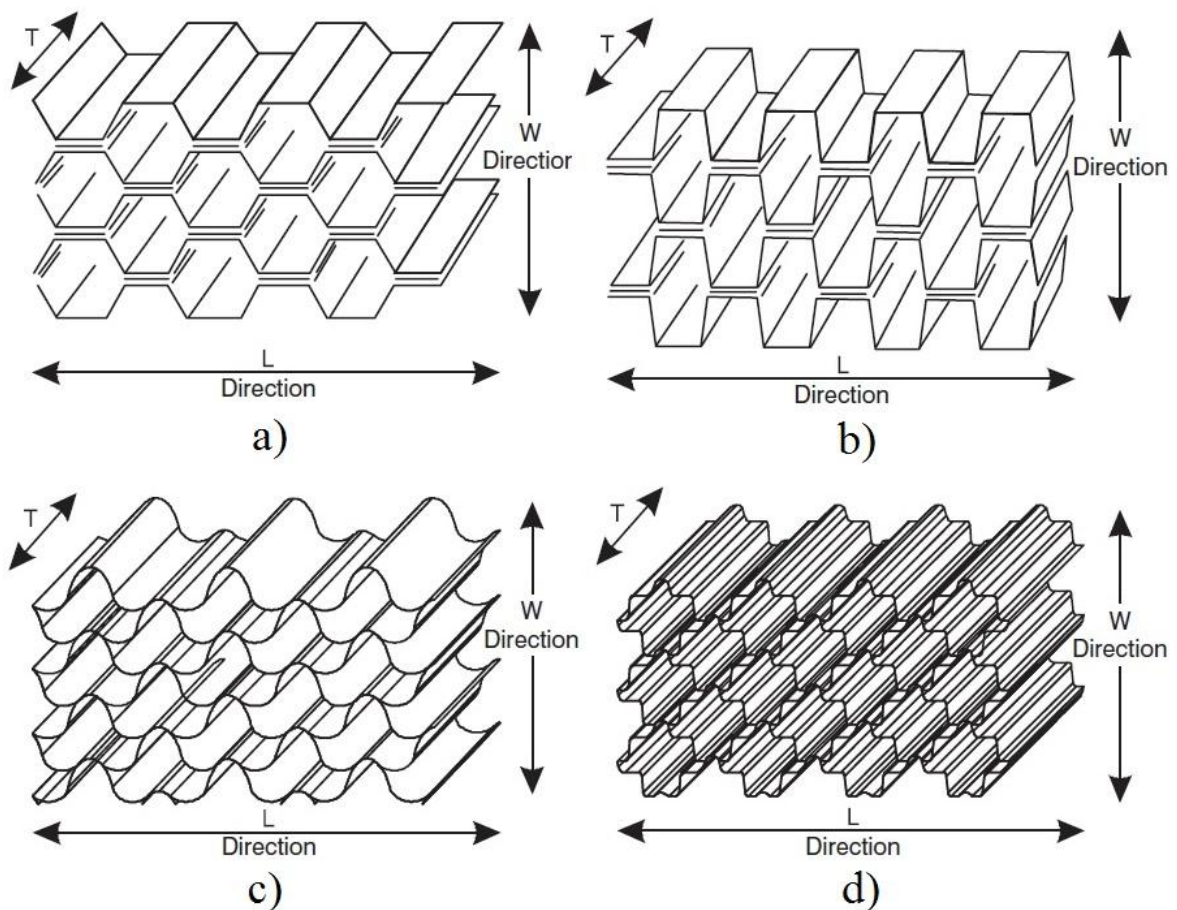 T
W
Directior
L
Direction
a)
T
W
Direction
L
Direction
b)
T
W
Direction
L
Direction
c)
T
W
Direction
L
Direction
d)